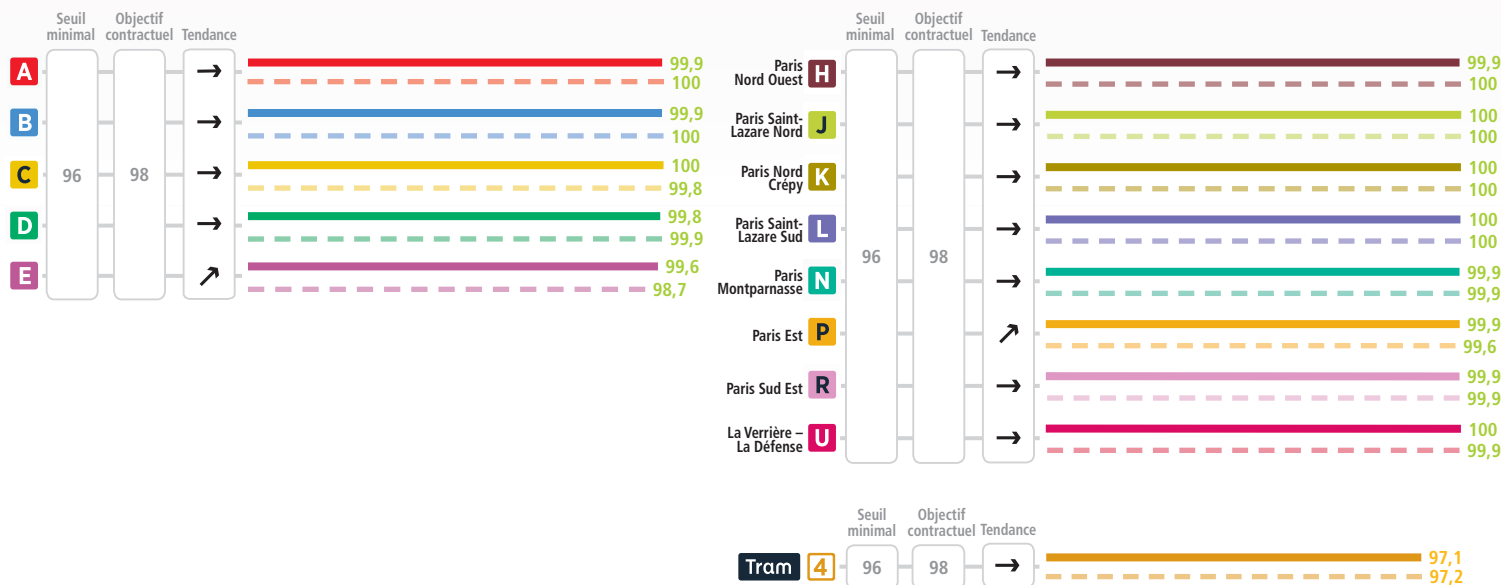 Seuil
minimal
Objectif
contractuel
Tendance
A
99,9
100
B
99,9
100
C
96
98
100
99,8
D
99,8
99,9
E
99,6
98,7
Seuil
minimal
Objectif
contractuel
Tendance
Paris
Nord Ouest
H
99,9
100
Paris Saint-
Lazare Nord
J
100
100
Paris Nord
Crépy
K
100
100
Paris Saint-
Lazare Sud
L
100
100
96
98
Paris
Montparnasse
N
99,9
99,9
Paris Est
P
99,9
99,6
Paris Sud Est
R
99,9
99,9
La Verrière –
La Défense
U
100
99,9
Seuil
minimal
Objectif
contractuel
Tendance
Tram 4
96
98
97,1
97,2